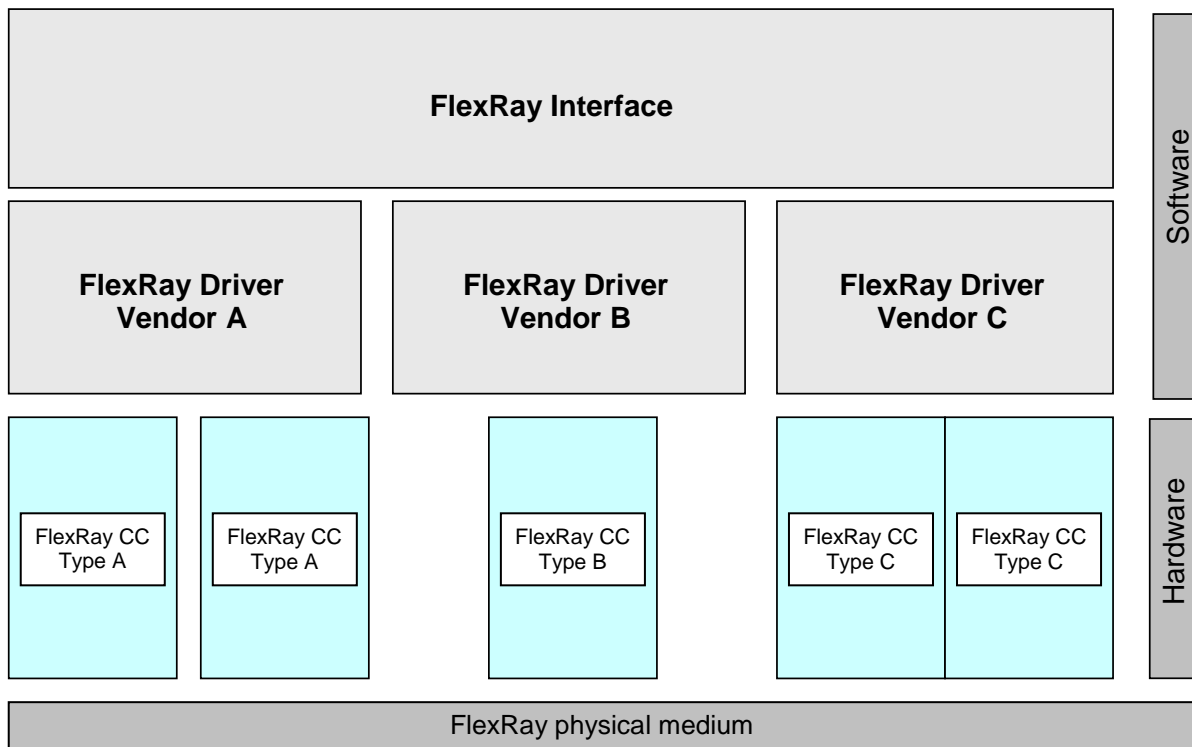 FlexRay Interface
Software
FlexRay Driver
Vendor A
FlexRay Driver
Vendor B
FlexRay Driver
Vendor C
FlexRay CC
Type A
FlexRay CC
Type A
FlexRay CC
Type B
FlexRay CC
Type C
FlexRay CC
Type C
Hardware
FlexRay physical medium